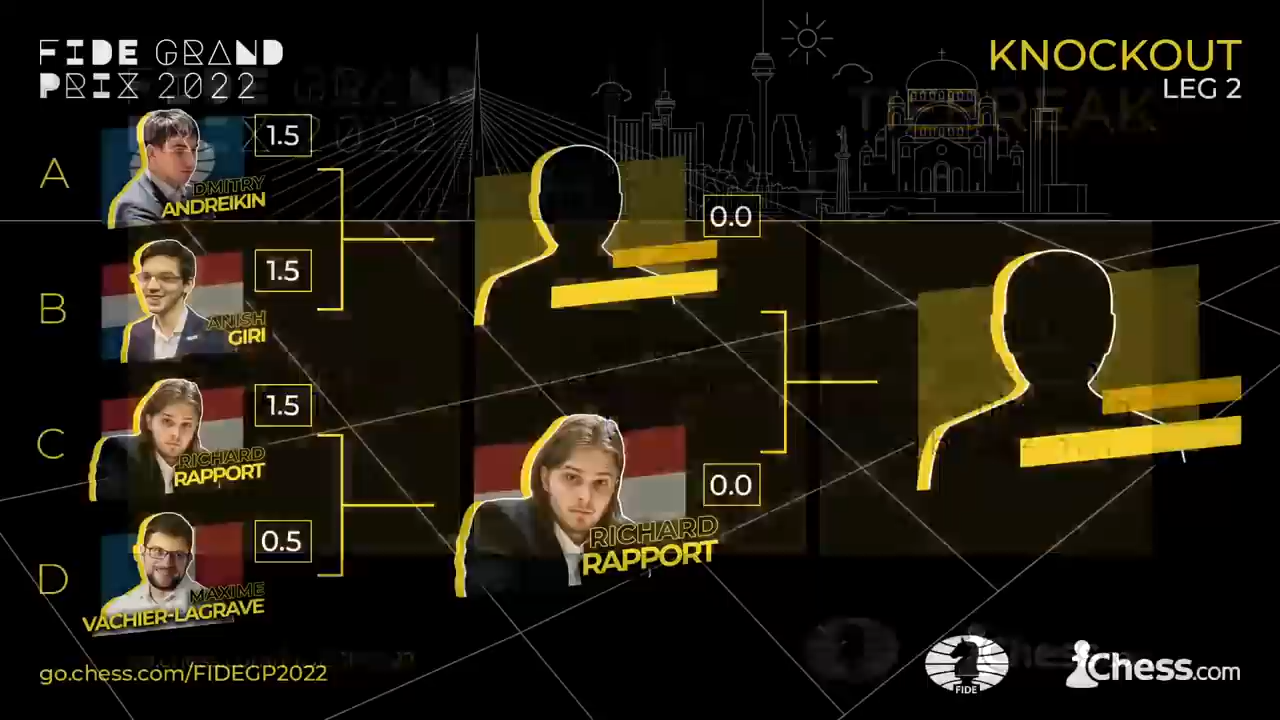 FIDE GRAND
PRIX 2022
KNOCKOUT
LEG 2
A
1.5
DMITRY
ANDREIKIN
B
1.5
ANISH
GIRI
C
1.5
RICHARD
RAPPORT
D
0.5
MAXIME
VACHIER-LAGRAVE
0.0
0.0
RICHARD
RAPPORT
go.chess.com/FIDEGP2022
FIDE
Chess.com